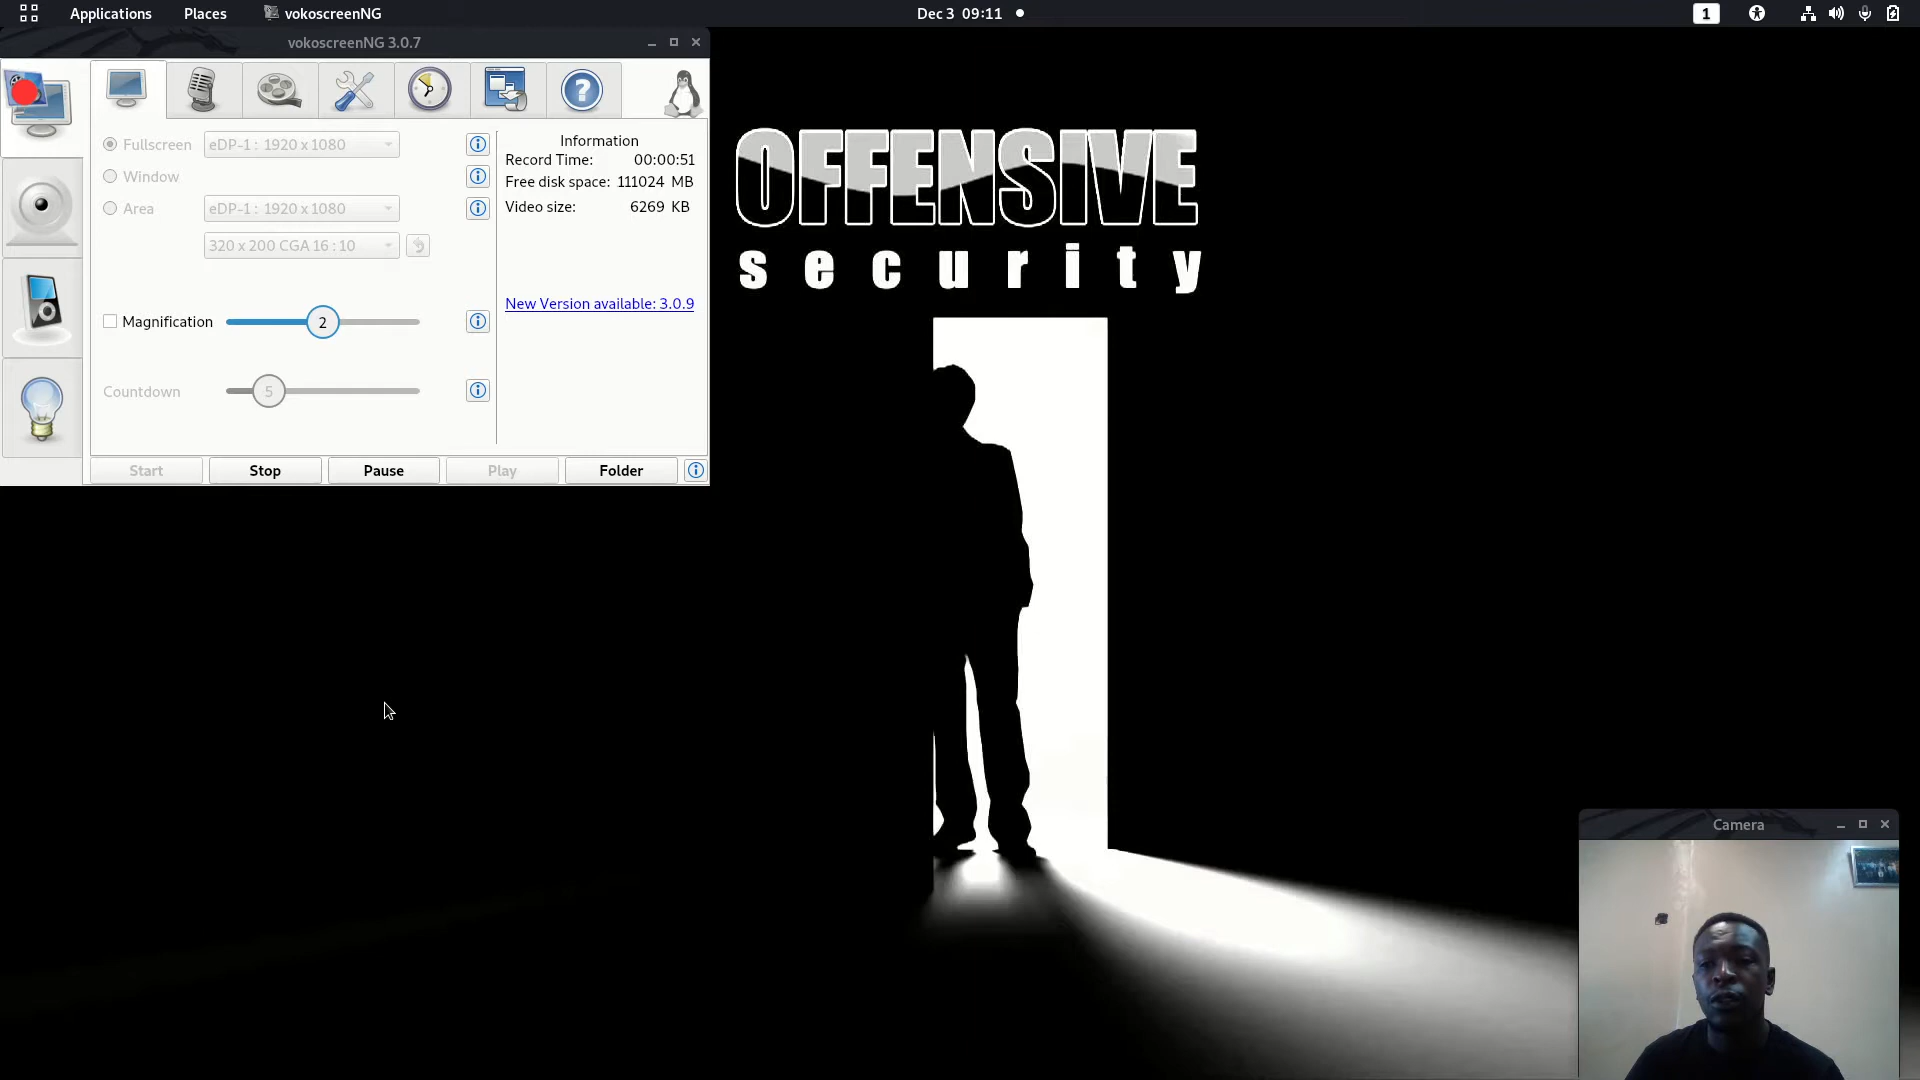 Applications Places vokoscreenNG Dec 3 09:11 1
vokoscreenNG 3.0.7
Fullscreen eDP-1 : 1920 x 1080
Window
Area eDP-1 : 1920 x 1080
320 x 200 CGA 16 : 10
Magnification 2
Countdown 5
Information
Record Time: 00:00:51
Free disk space: 111024 MB
Video size: 6269 KB
New Version available: 3.0.9
Start Stop Pause Play Folder
OFFENSIVE
security
Camera